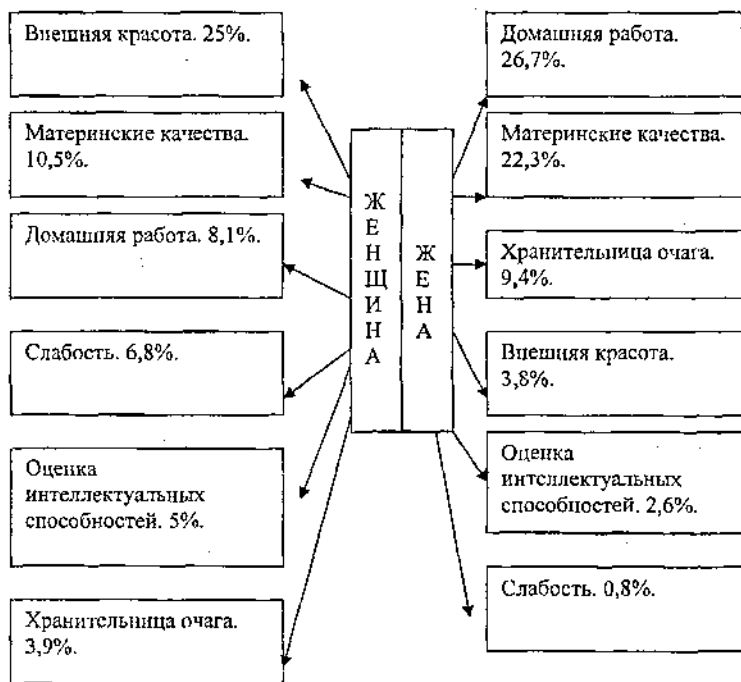 Внешняя красота. 25%.
Материнские качества.
10,5%.
Домашняя работа. 8,1%.
Слабость. 6,8%.
Оценка
интеллектуальных
способностей. 5%.
Хранительница очага.
3,9%.
ЖЕНЩИНА
ЖЕНА
Домашняя работа.
26,7%.
Материнские качества.
22,3%.
Хранительница очага.
9,4%.
Внешняя красота.
3,8%.
Оценка
интеллектуальных
способностей. 2,6%.
Слабость. 0,8%.